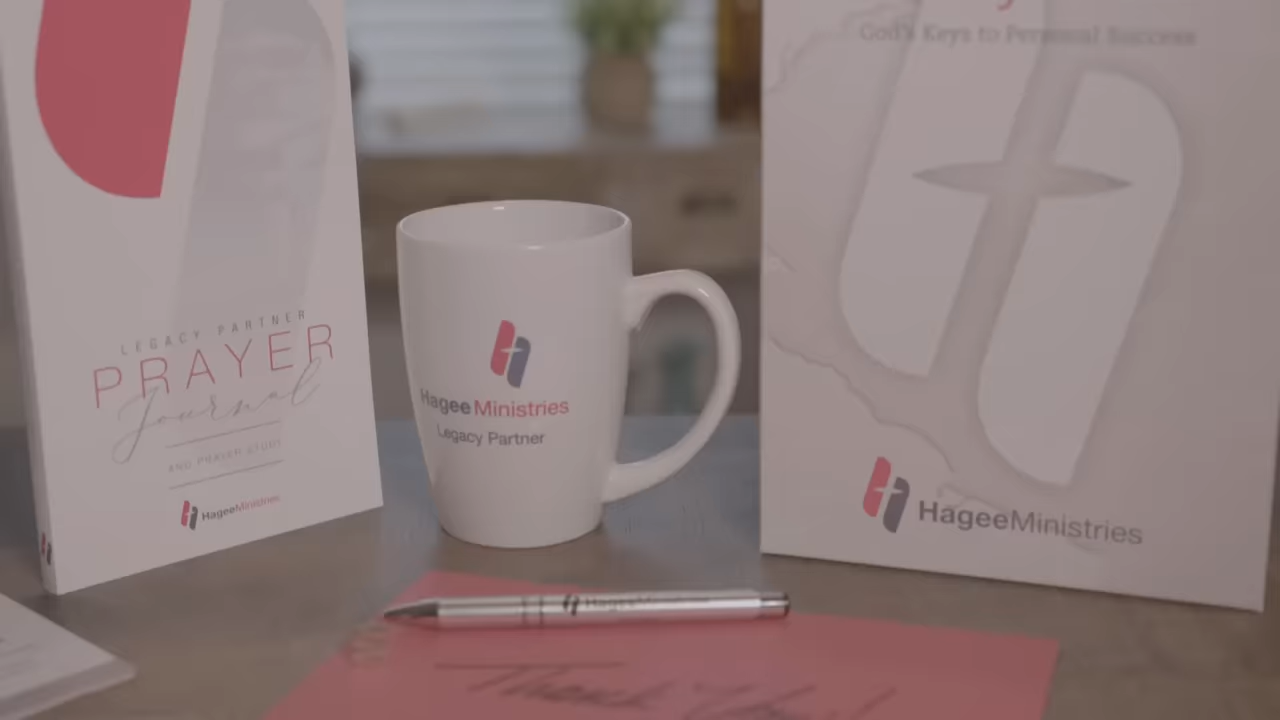 LEGACY PARTNER
PRAYER
Journal
AND PRAYER STUDY
HageeMinistries
Hagee Ministries
Legacy Partner
God's Keys to Personal Success
HageeMinistries
HageeMinistries
Thank You!